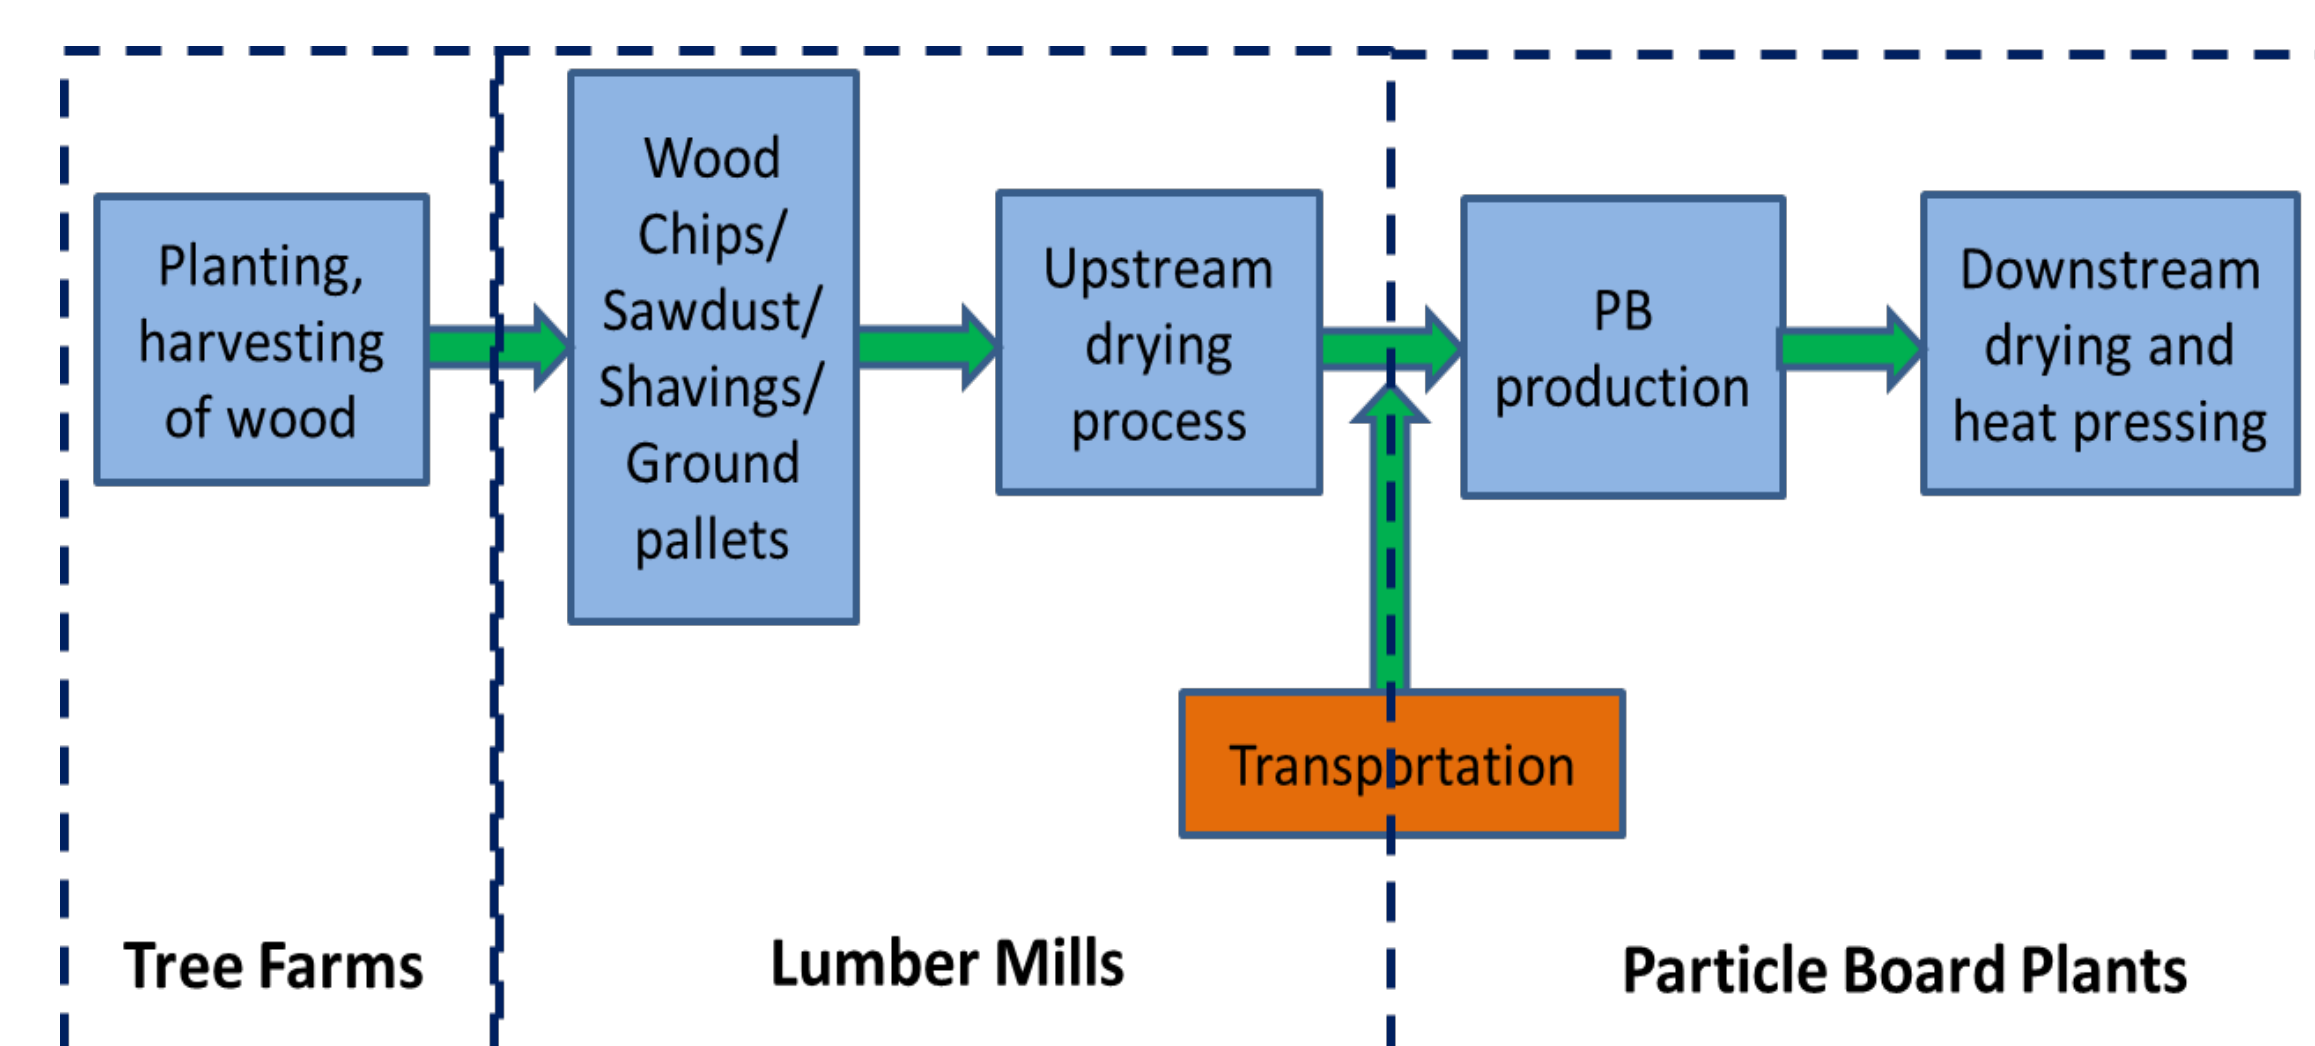 Planting,
harvesting
of wood
Wood
Chips/
Sawdust/
Shavings/
Ground
pallets
Upstream
drying
process
PB
production
Downstream
drying and
heat pressing
Transportation
Tree Farms
Lumber Mills
Particle Board Plants